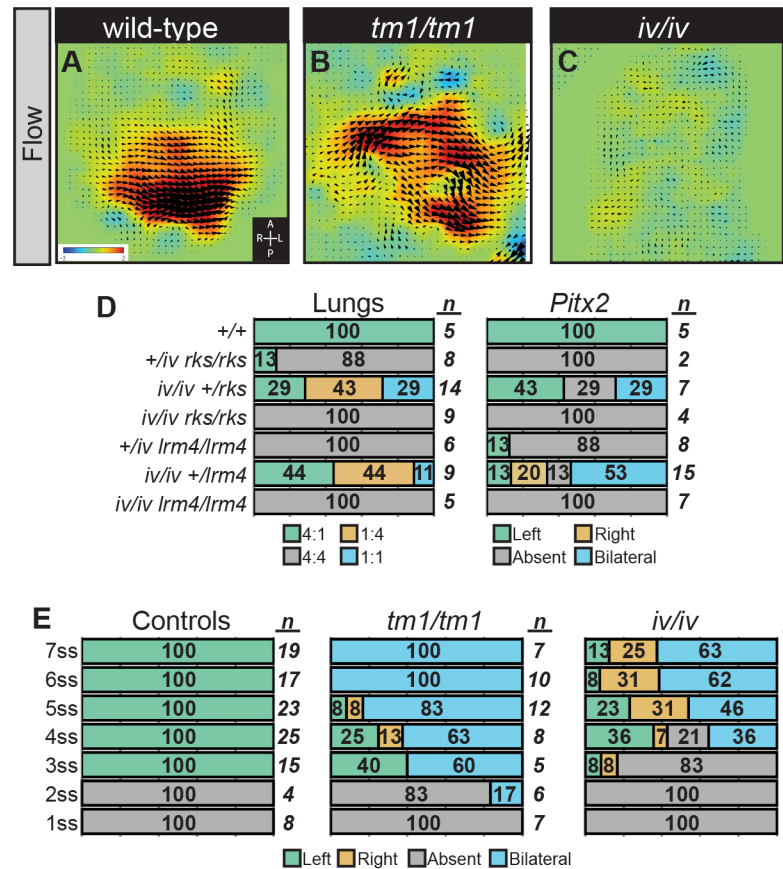 wild-type tm1/tm1 iv/iv
Flow
A B C
A
R L
P
-2 2
D Lungs n Pitx2 n
+/+ 100 5 100 5
+/iv rks/rks 13 88 8 100 2
iv/iv +/rks 29 43 29 14 43 29 29 7
iv/iv rks/rks 100 9 100 4
+/iv lrm4/lrm4 100 6 13 88 8
iv/iv +/lrm4 44 44 11 9 13 20 13 53 15
iv/iv lrm4/lrm4 100 5 100 7
4:1 1:4 Left Right
4:4 1:1 Absent Bilateral
E Controls n tm1/tm1 n iv/iv
7ss 100 19 100 7 13 25 63
6ss 100 17 100 10 8 31 62
5ss 100 23 8 8 83 12 23 31 46
4ss 100 25 25 13 63 8 36 7 21 36
3ss 100 15 40 60 5 8 8 83
2ss 100 4 83 17 6 100
1ss 100 8 100 7 100
Left Right Absent Bilateral